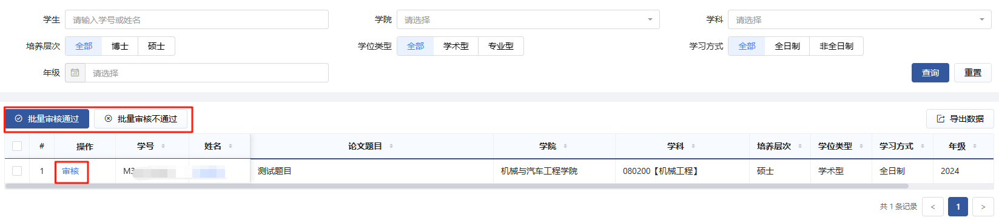 学生 请输入学号或姓名 学院 请选择 学科 请选择
培养层次 全部 博士 硕士 学位类型 全部 学术型 专业型 学习方式 全部 全日制 非全日制
年级 请选择 查询 重置
批量审核通过 批量审核不通过 导出数据
# 操作 学号 姓名 论文题目 学院 学科 培养层次 学位类型 学习方式 年级
1 审核 测试题目 机械与汽车工程学院 080200【机械工程】 硕士 学术型 全日制 2024
共 1 条记录 < 1 >